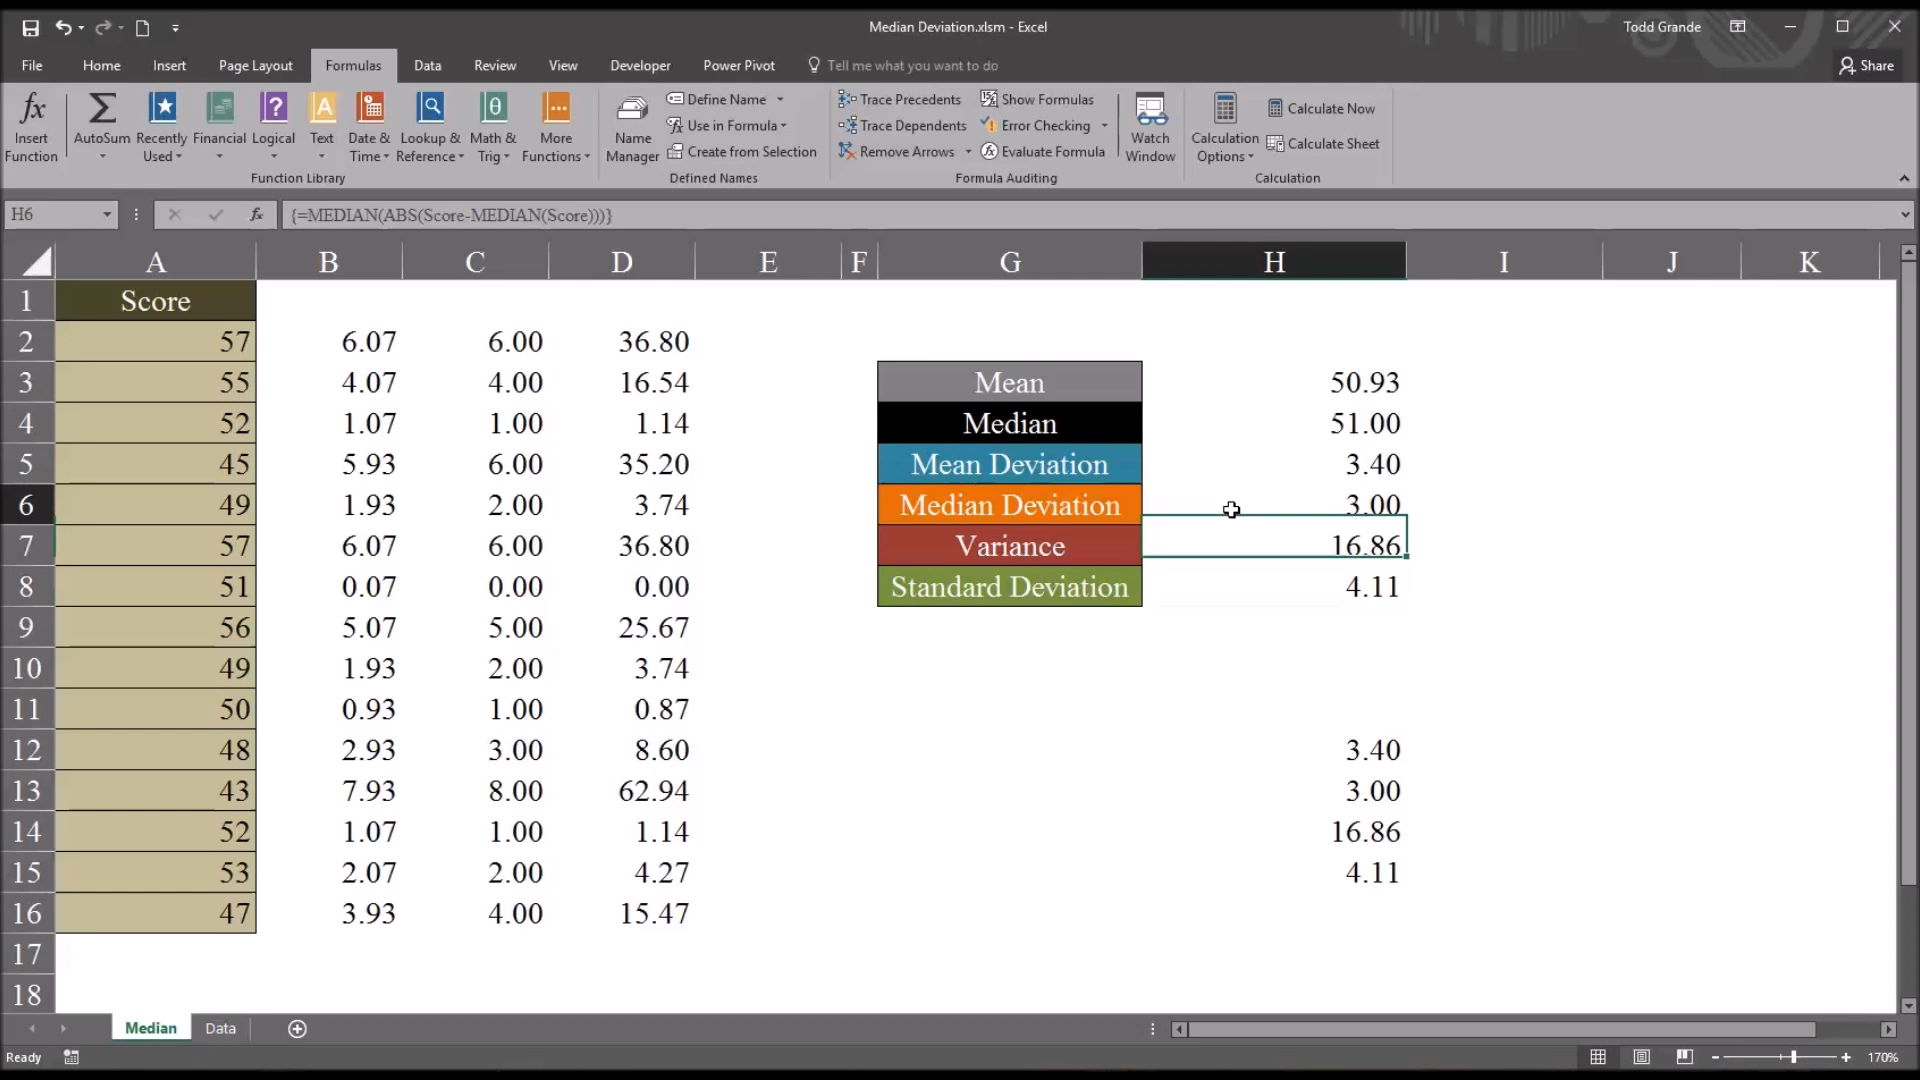 Median Deviation.xlsm - Excel
Todd Grande
File Home Insert Page Layout Formulas Data Review View Developer Power Pivot Tell me what you want to do Share
Insert Function
AutoSum
Recently Used
Financial
Logical
Text
Date & Time
Lookup & Reference
Math & Trig
More Functions
Function Library
Name Manager
Define Name
Use in Formula
Create from Selection
Defined Names
Trace Precedents
Trace Dependents
Remove Arrows
Show Formulas
Error Checking
Evaluate Formula
Formula Auditing
Watch Window
Calculation Options
Calculate Now
Calculate Sheet
Calculation
H6 fx {=MEDIAN(ABS(Score-MEDIAN(Score)))}
A B C D E F G H I J K
1 Score
2 57 6.07 6.00 36.80
3 55 4.07 4.00 16.54 Mean 50.93
4 52 1.07 1.00 1.14 Median 51.00
5 45 5.93 6.00 35.20 Mean Deviation 3.40
6 49 1.93 2.00 3.74 Median Deviation 3.00
7 57 6.07 6.00 36.80 Variance 16.86
8 51 0.07 0.00 0.00 Standard Deviation 4.11
9 56 5.07 5.00 25.67
10 49 1.93 2.00 3.74
11 50 0.93 1.00 0.87
12 48 2.93 3.00 8.60 3.40
13 43 7.93 8.00 62.94 3.00
14 52 1.07 1.00 1.14 16.86
15 53 2.07 2.00 4.27 4.11
16 47 3.93 4.00 15.47
17
18
Median Data
Ready 170%